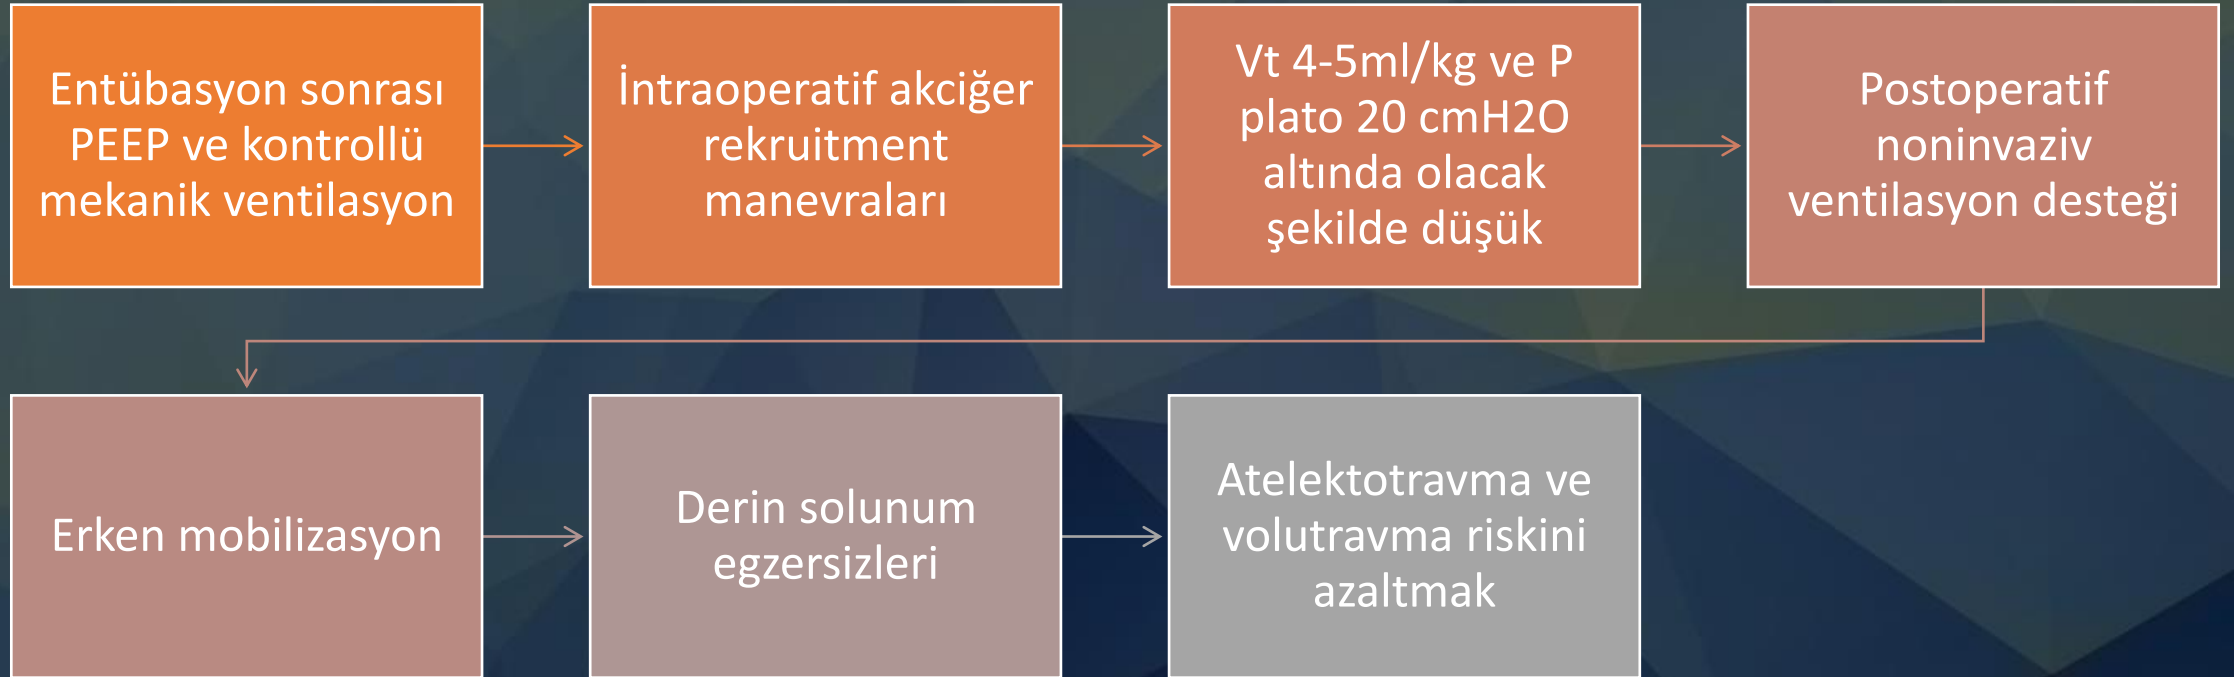 Entübasyon sonrası
PEEP ve kontrollü
mekanik ventilasyon
İntraoperatif akciğer
rekruitment
manevraları
Vt 4-5ml/kg ve P
plato 20 cmH2O
altında olacak
şekilde düşük
Postoperatif
noninvaziv
ventilasyon desteği
Erken mobilizasyon
Derin solunum
egzersizleri
Atelektotravma ve
volutravma riskini
azaltmak